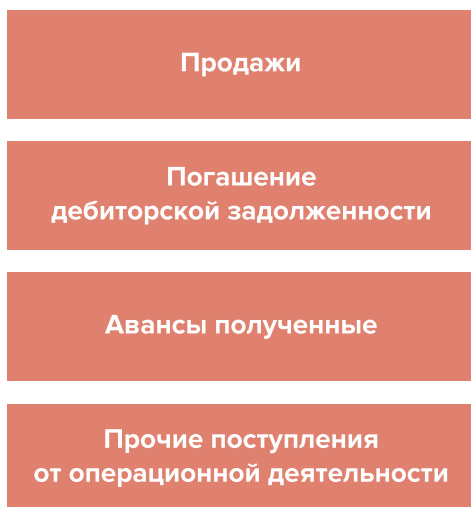 Продажи
Погашение
дебиторской задолженности
Авансы полученные
Прочие поступления
от операционной деятельности